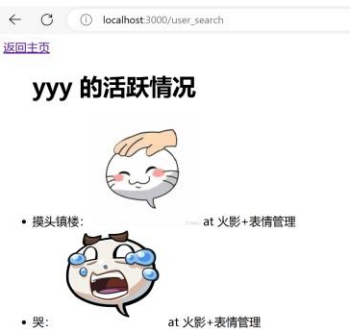 localhost:3000/user_search
返回主页
yyy 的活跃情况
摸头镇楼： at 火影+表情管理
哭： at 火影+表情管理